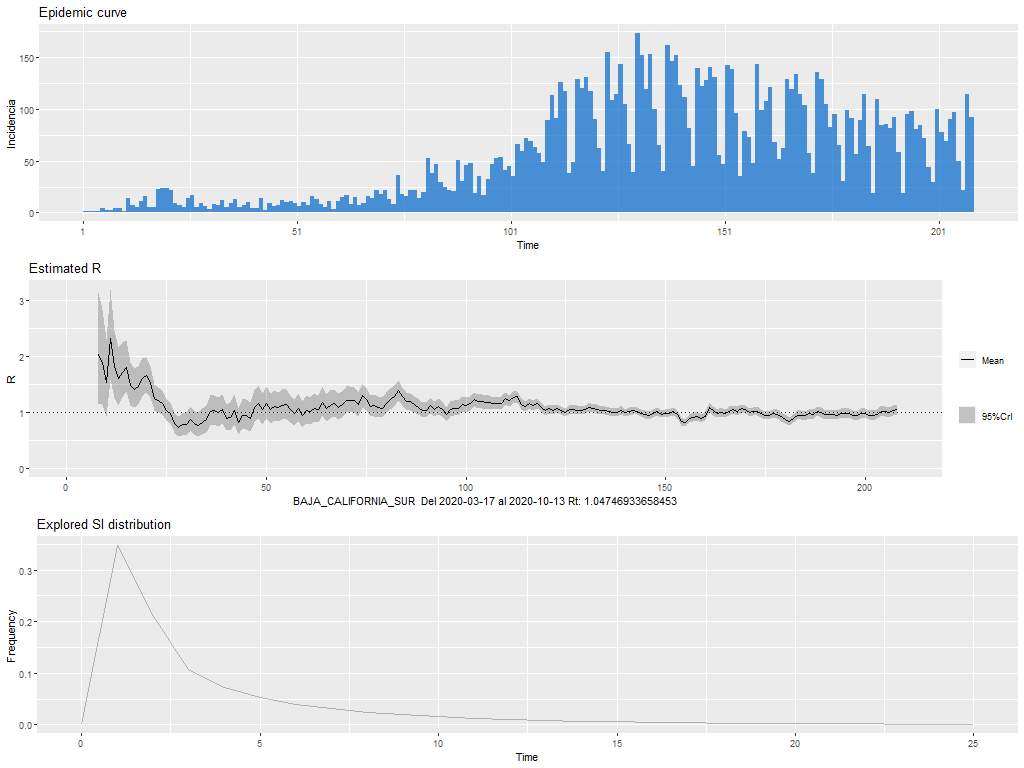 Epidemic curve
Incidencia
150
100
50
0
1
51
101
151
201
Time
Estimated R
R
3
2
1
0
Mean
95%CrI
0
50
100
150
200
BAJA_CALIFORNIA_SUR Del 2020-03-17 al 2020-10-13 Rt: 1.04746933658453
Explored SI distribution
Frequency
0.3
0.2
0.1
0.0
0
5
10
15
20
25
Time